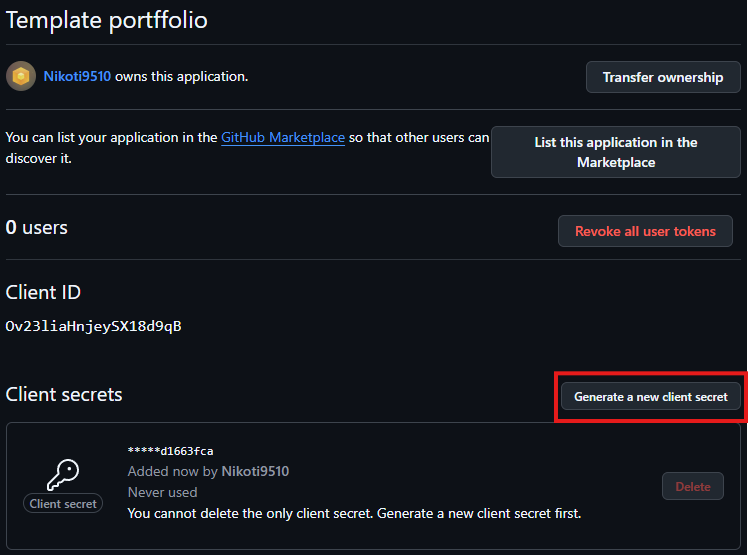 Template portffolio
Nikoti9510 owns this application.
Transfer ownership
You can list your application in the GitHub Marketplace so that other users can
discover it.
List this application in the
Marketplace
0 users
Revoke all user tokens
Client ID
Ov23liaHnjeySX18d9qB
Client secrets
Generate a new client secret
*****d1663fca
Added now by Nikoti9510
Never used
You cannot delete the only client secret. Generate a new client secret first.
Client secret
Delete